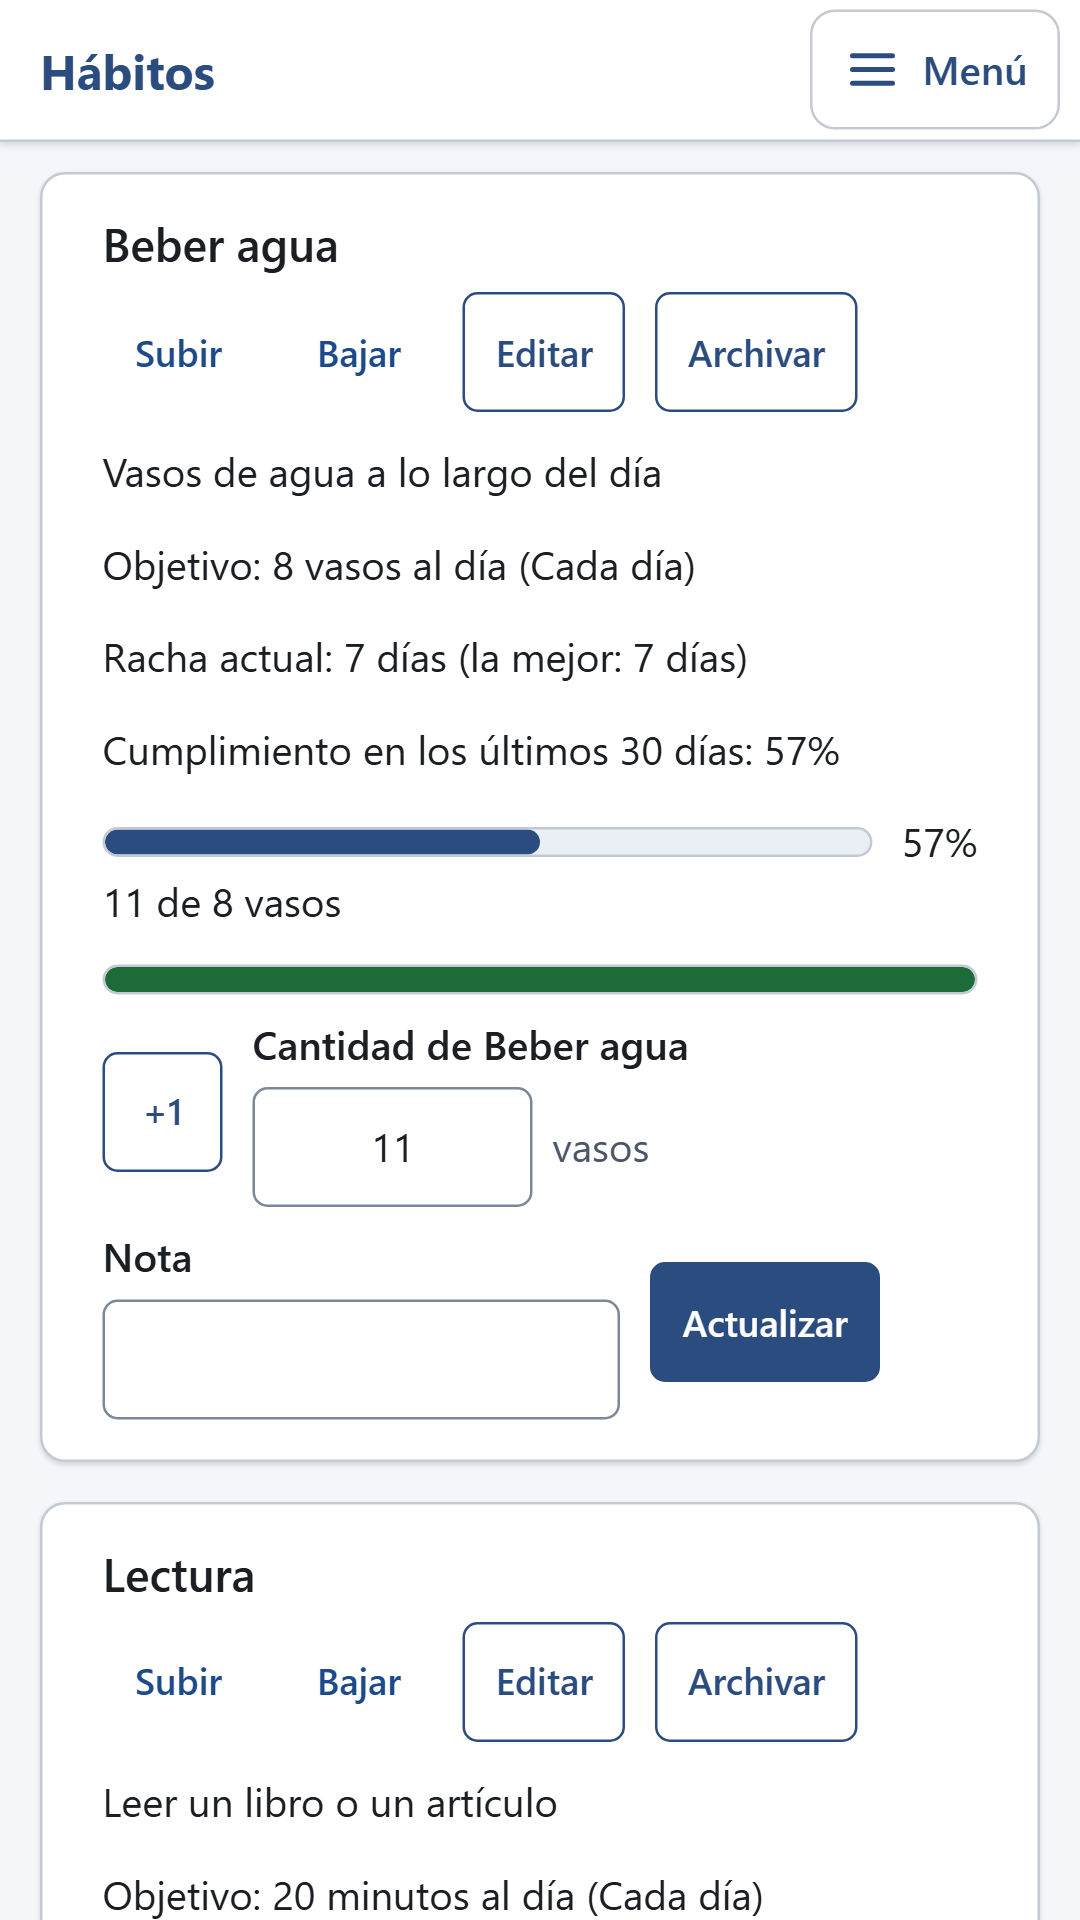 Hábitos
Menú
Beber agua
Subir Bajar Editar Archivar
Vasos de agua a lo largo del día
Objetivo: 8 vasos al día (Cada día)
Racha actual: 7 días (la mejor: 7 días)
Cumplimiento en los últimos 30 días: 57%
57%
11 de 8 vasos
Cantidad de Beber agua
+1
11 vasos
Nota
Actualizar
Lectura
Subir Bajar Editar Archivar
Leer un libro o un artículo
Objetivo: 20 minutos al día (Cada día)